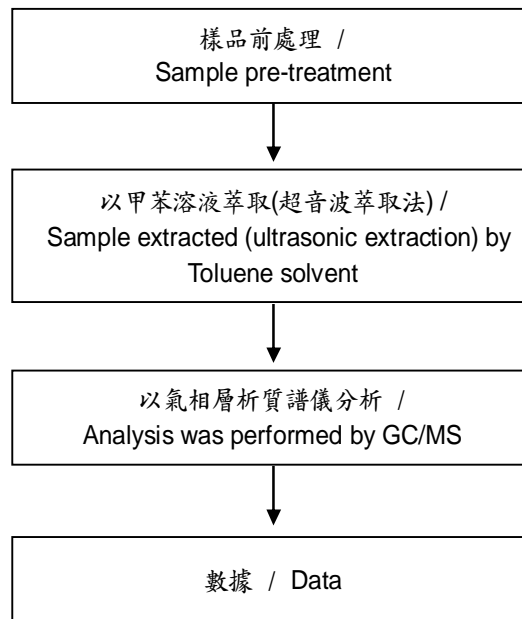 樣品前處理 /
Sample pre-treatment
以甲苯溶液萃取(超音波萃取法) /
Sample extracted (ultrasonic extraction) by
Toluene solvent
以氣相層析質譜儀分析 /
Analysis was performed by GC/MS
數據 / Data